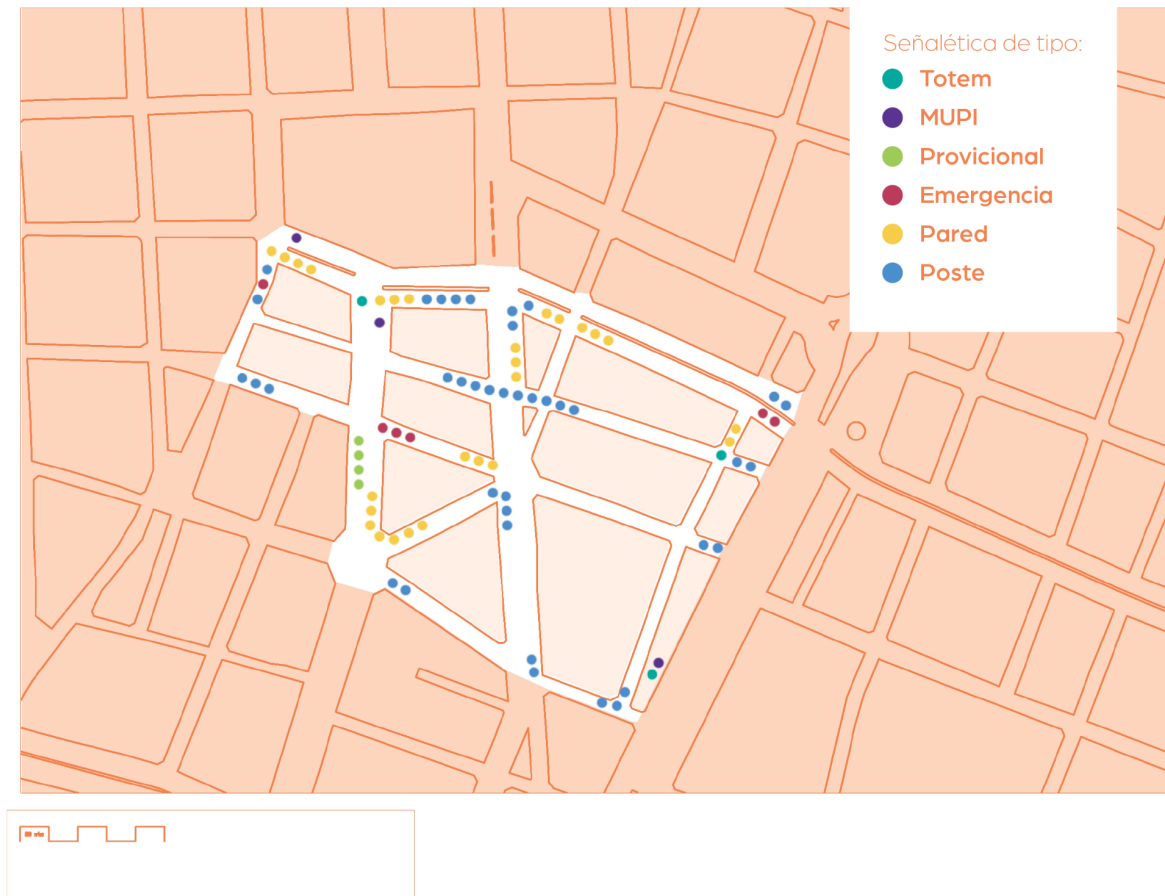 Señalética de tipo:
Totem
MUPI
Provicional
Emergencia
Pared
Poste